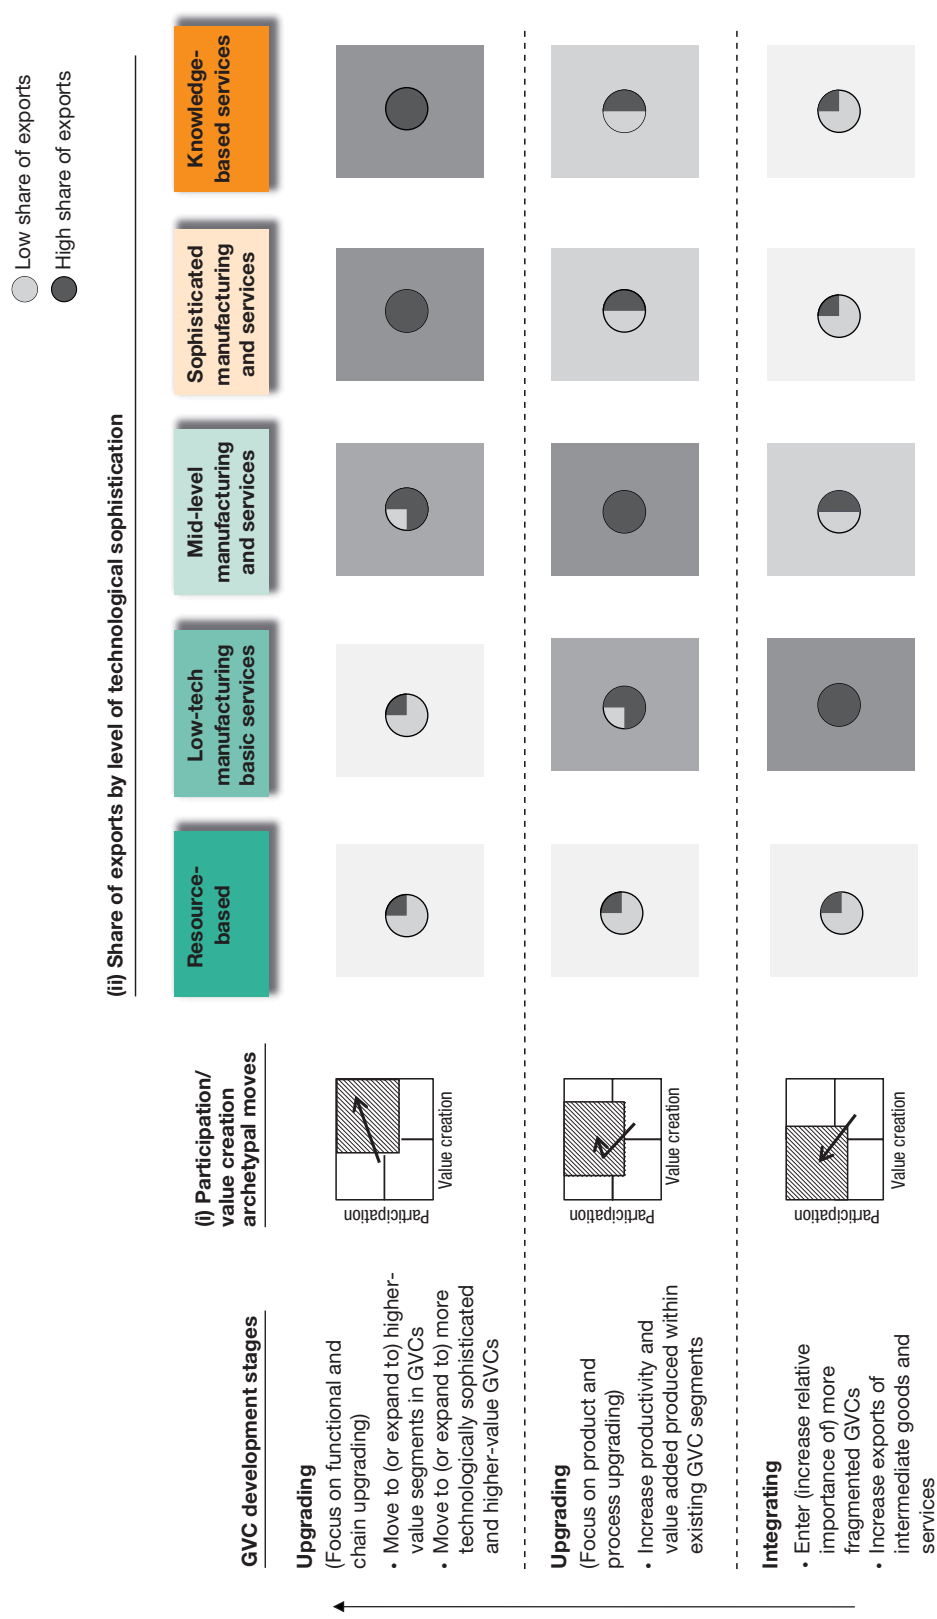 Low share of exports
High share of exports
(ii) Share of exports by level of technological sophistication
GVC development stages
(i) Participation/
value creation
archetypal moves
Resource-
based
Low-tech
manufacturing
basic services
Mid-level
manufacturing
and services
Sophisticated
manufacturing
and services
Knowledge-
based services
Upgrading
(Focus on functional and
chain upgrading)
• Move to (or expand to) higher-
value segments in GVCs
• Move to (or expand to) more
technologically sophisticated
and higher-value GVCs
Participation
Value creation
Upgrading
(Focus on product and
process upgrading)
• Increase productivity and
value added produced within
existing GVC segments
Participation
Value creation
Integrating
• Enter (increase relative
importance of) more
fragmented GVCs
• Increase exports of
intermediate goods and
services
Participation
Value creation